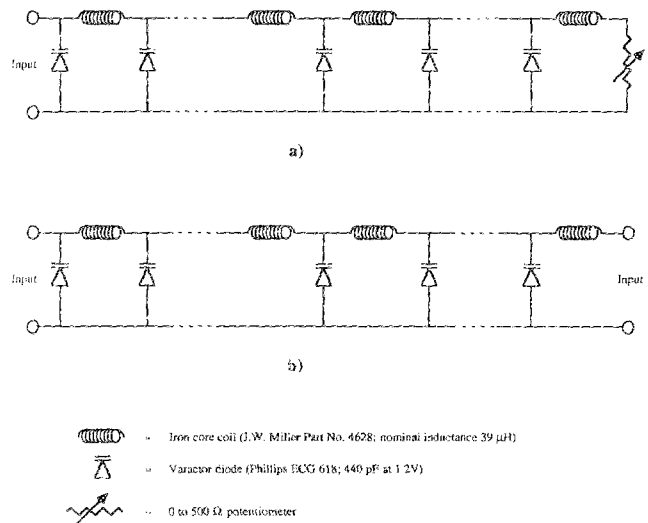 Input
a)
Input
Input
b)
Iron core coil (J.W. Miller Part No. 4628; nominal inductance 39 μH)
Varactor diode (Phillips ECG 618; 440 pF at 1.2V)
0 to 500 Ω potentiometer